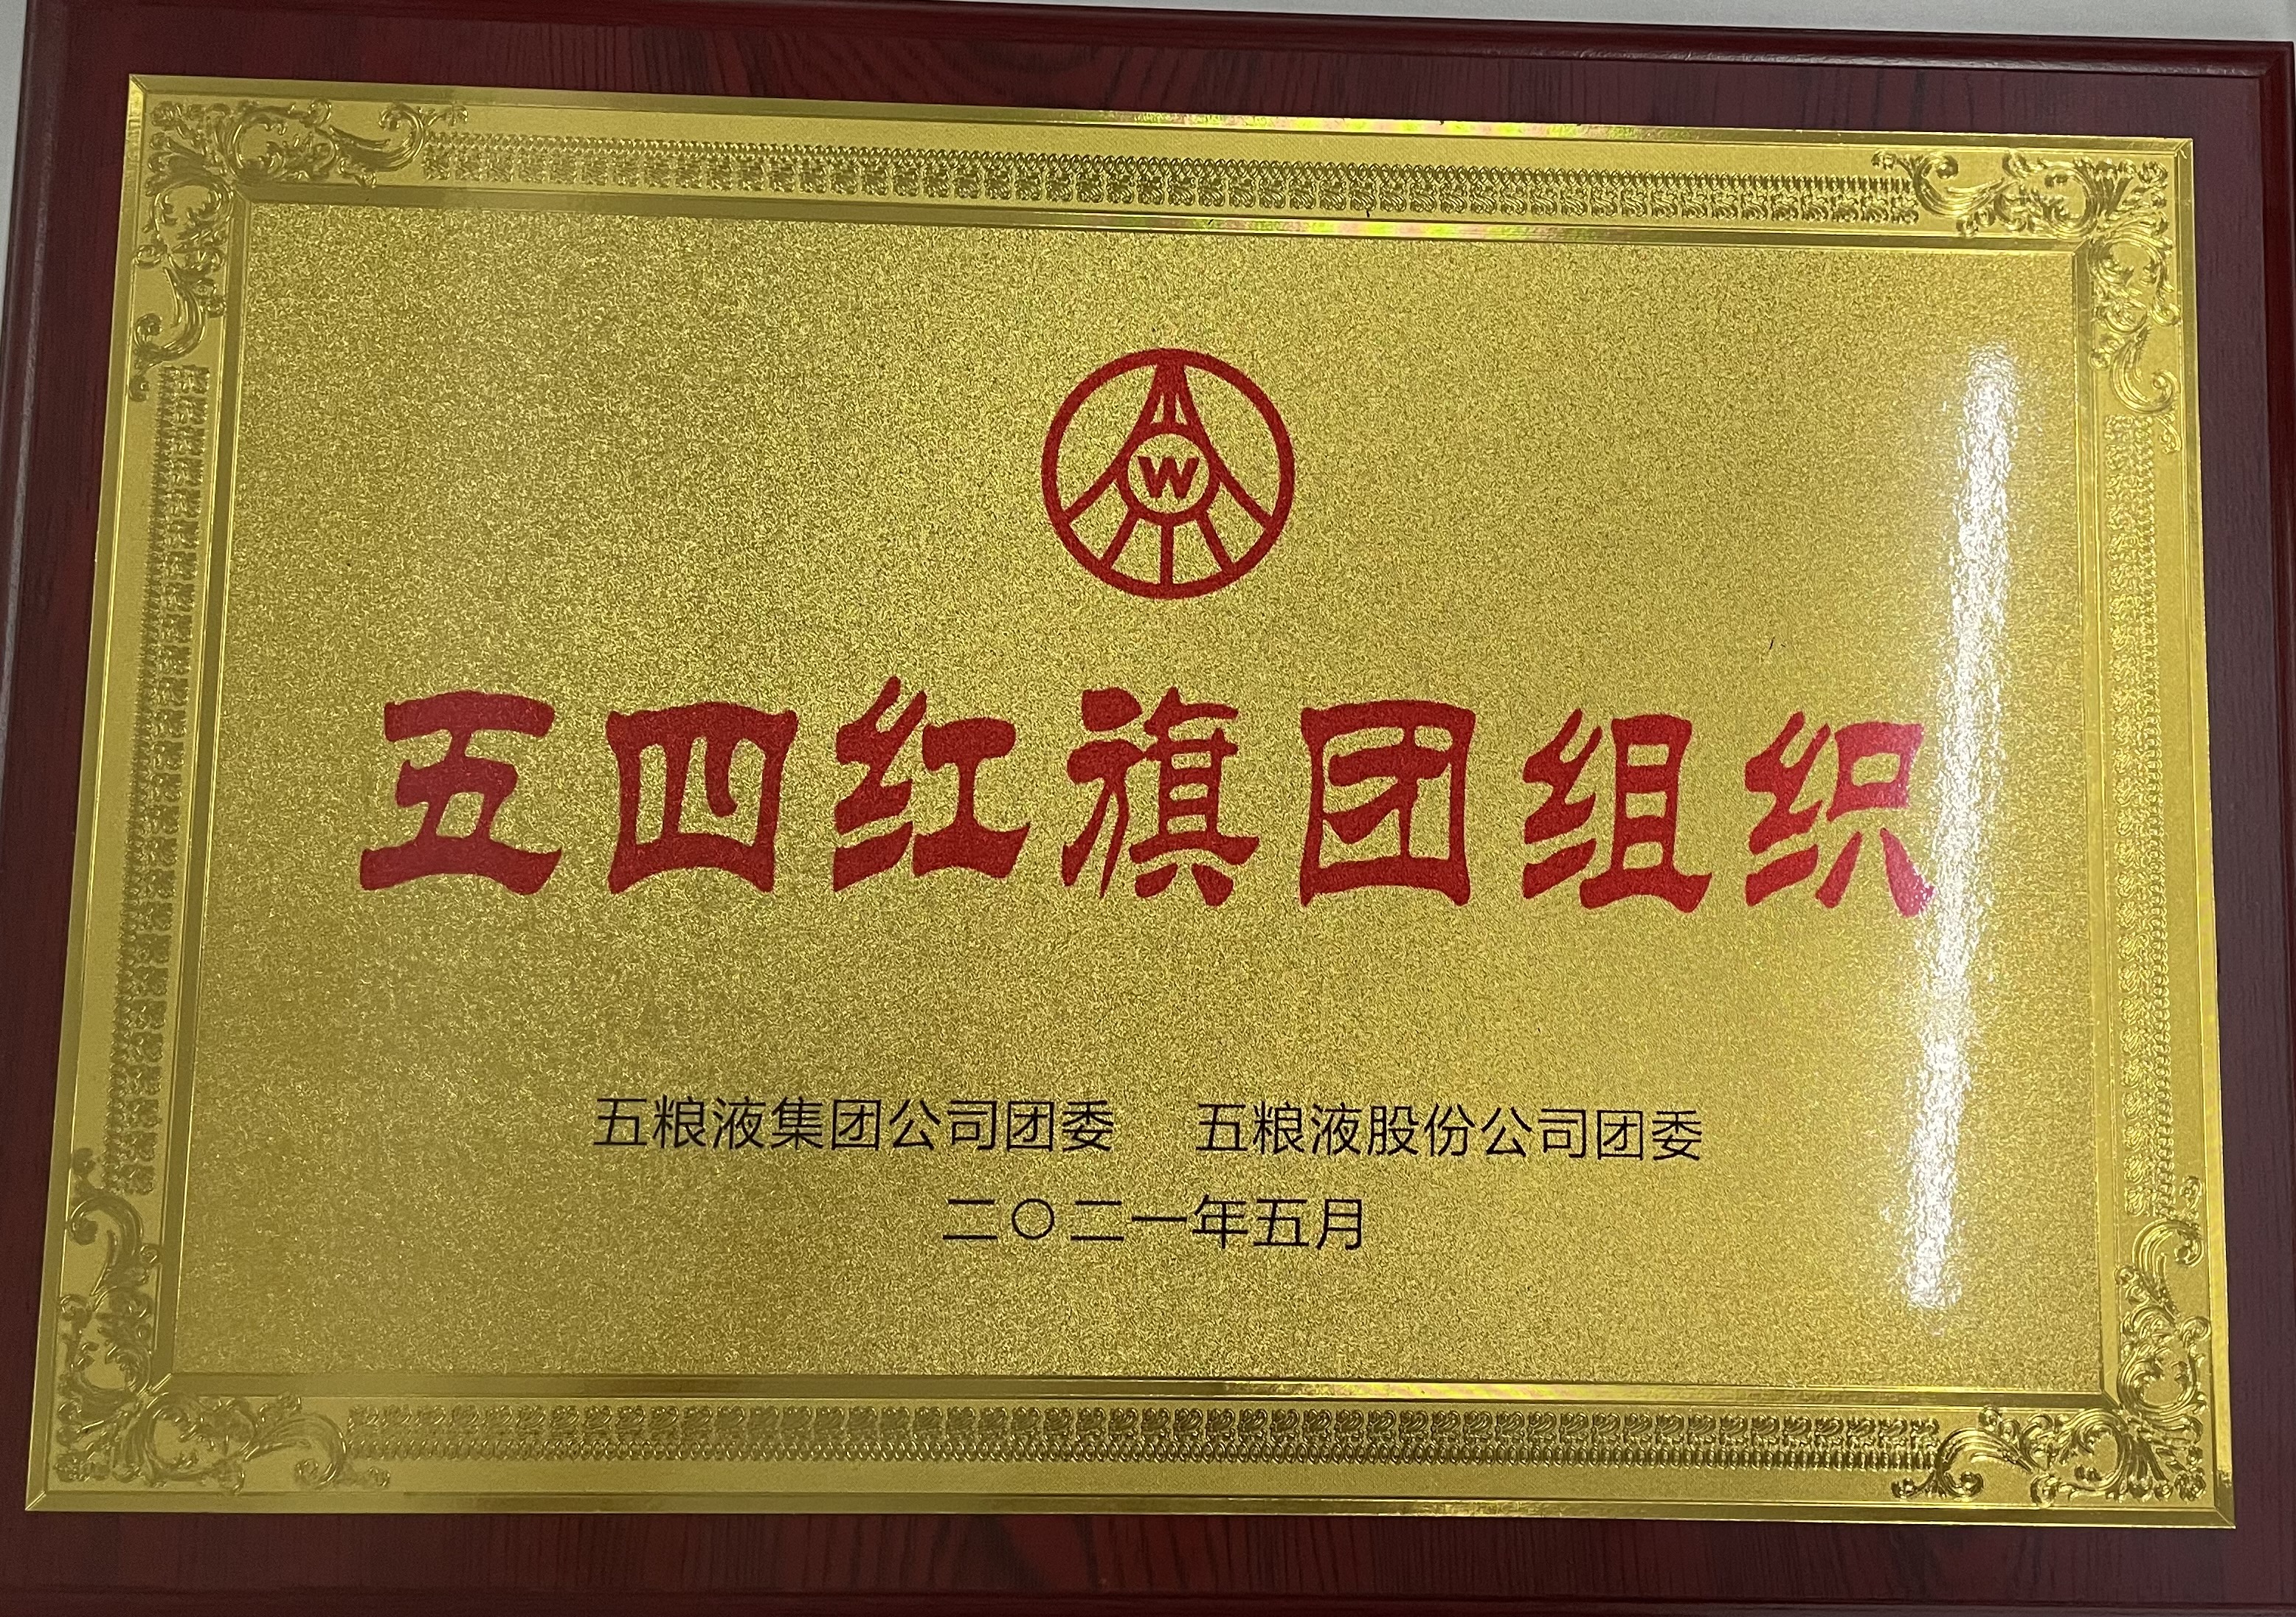 W
五四红旗团组织
五粮液集团公司团委 五粮液股份公司团委
二〇二一年五月